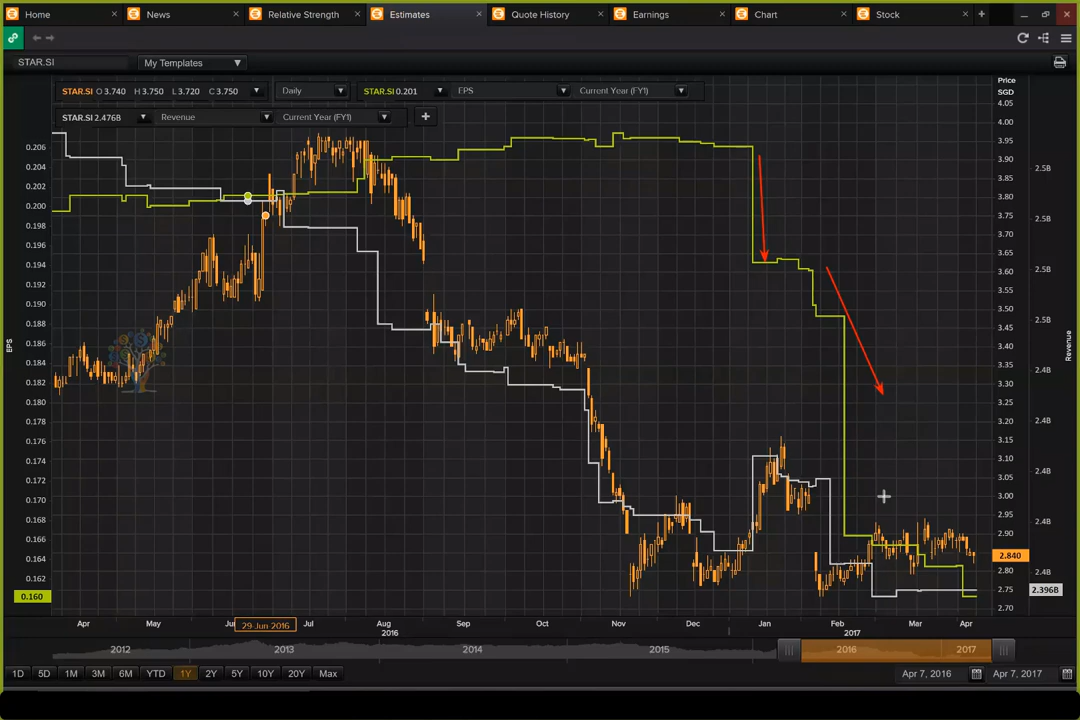 Home News Relative Strength Estimates Quote History Earnings Chart Stock
STAR.SI My Templates
STAR.SI O 3.740 H 3.750 L 3.720 C 3.750 Daily STAR.SI 0.201 EPS Current Year (FY1)
STAR.SI 2.476B Revenue Current Year (FY1)
Price
SGD
4.05
4.00
3.95
3.90
3.85
3.80
3.75
3.70
3.65
3.60
3.55
3.50
3.45
3.40
3.35
3.30
3.25
3.20
3.15
3.10
3.05
3.00
2.95
2.90
2.840
2.80
2.75
2.70
0.206
0.204
0.202
0.200
0.198
0.196
0.194
0.192
0.190
0.188
0.186
0.184
0.182
0.180
0.178
0.176
0.174
0.172
0.170
0.168
0.166
0.164
0.162
0.160
EPS
2.5B
2.5B
2.5B
2.5B
2.4B
2.4B
2.4B
2.4B
2.4B
2.396B
Revenue
Apr May Ju 29 Jun 2016 Jul Aug Sep Oct Nov Dec Jan Feb Mar Apr
2016 2017
2012 2013 2014 2015 2016 2017
1D 5D 1M 3M 6M YTD 1Y 2Y 5Y 10Y 20Y Max Apr 7, 2016 Apr 7, 2017